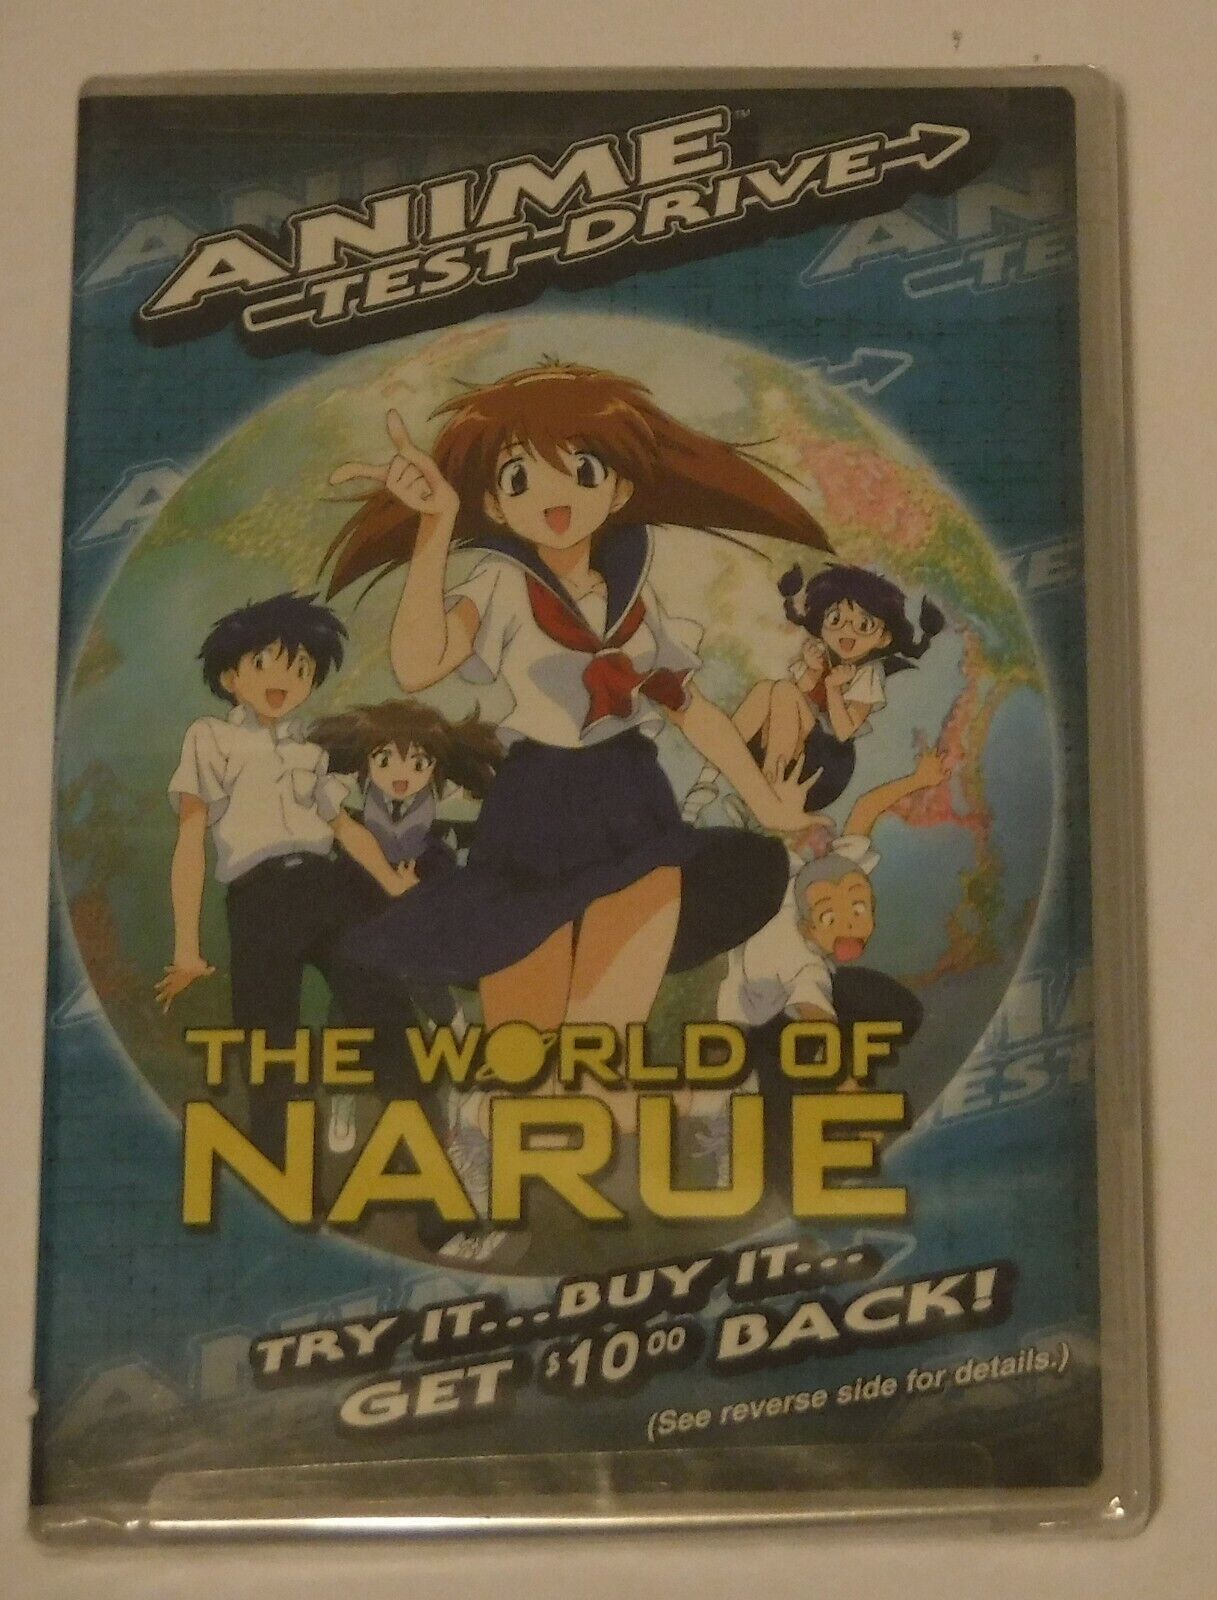 ANIME™
TEST DRIVE
THE WORLD OF
NARUE
TRY IT...BUY IT...
GET $10.00 BACK!
(See reverse side for details.)